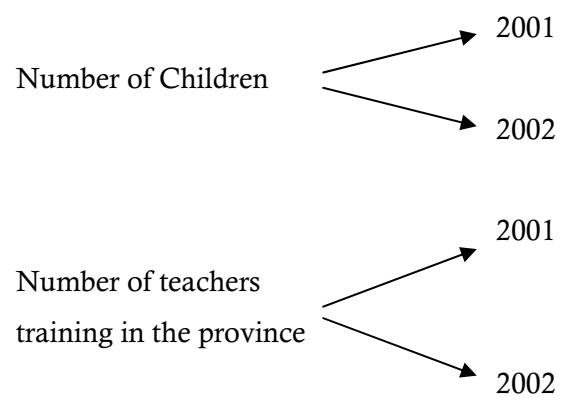 2001
Number of Children
2002
2001
Number of teachers
training in the province
2002